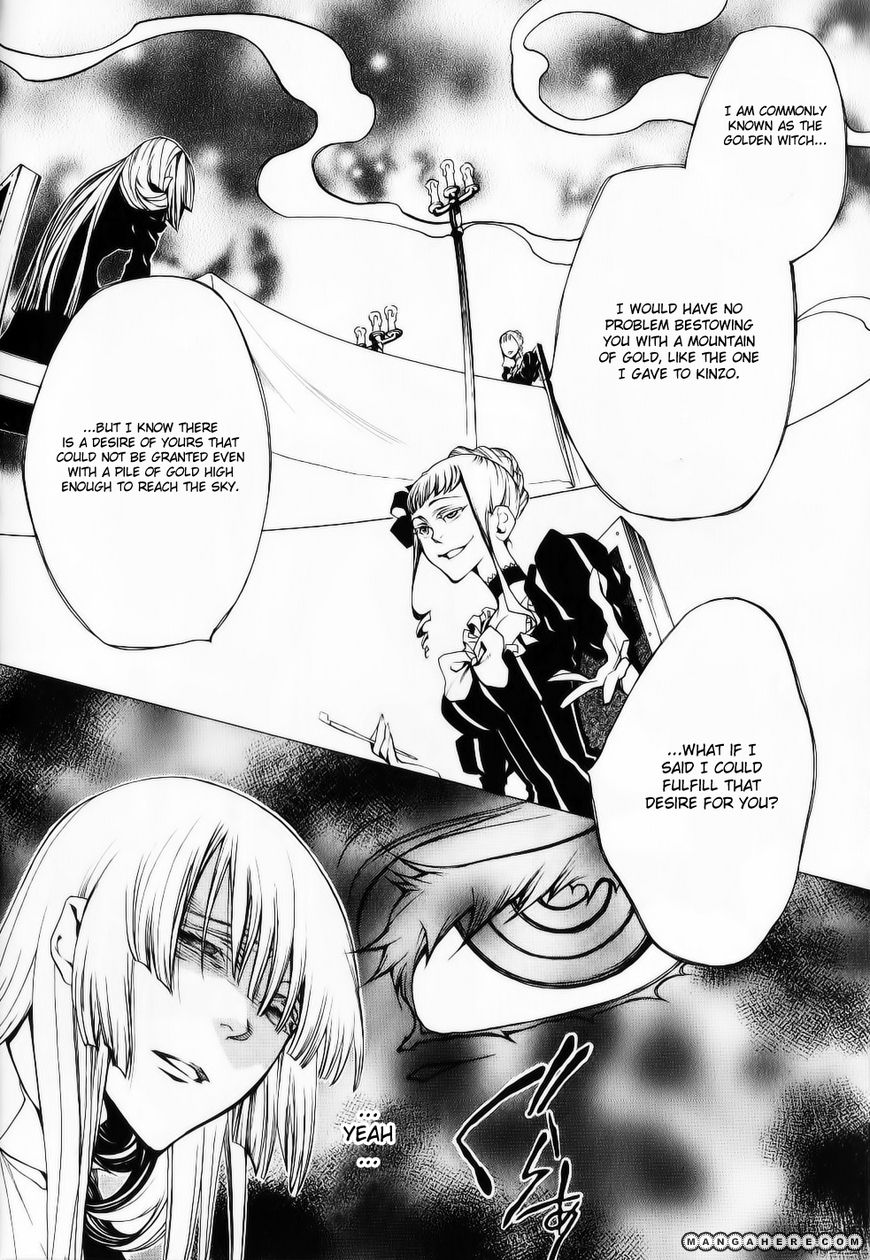 I AM COMMONLY
KNOWN AS THE
GOLDEN WITCH...
I WOULD HAVE NO
PROBLEM BESTOWING
YOU WITH A MOUNTAIN
OF GOLD, LIKE THE ONE
I GAVE TO KINZO.
...BUT I KNOW THERE
IS A DESIRE OF YOURS THAT
COULD NOT BE GRANTED EVEN
WITH A PILE OF GOLD HIGH
ENOUGH TO REACH THE SKY.
...WHAT IF I
SAID I COULD
FULFILL THAT
DESIRE FOR YOU?
...
YEAH
...
MANGAHERE.COM